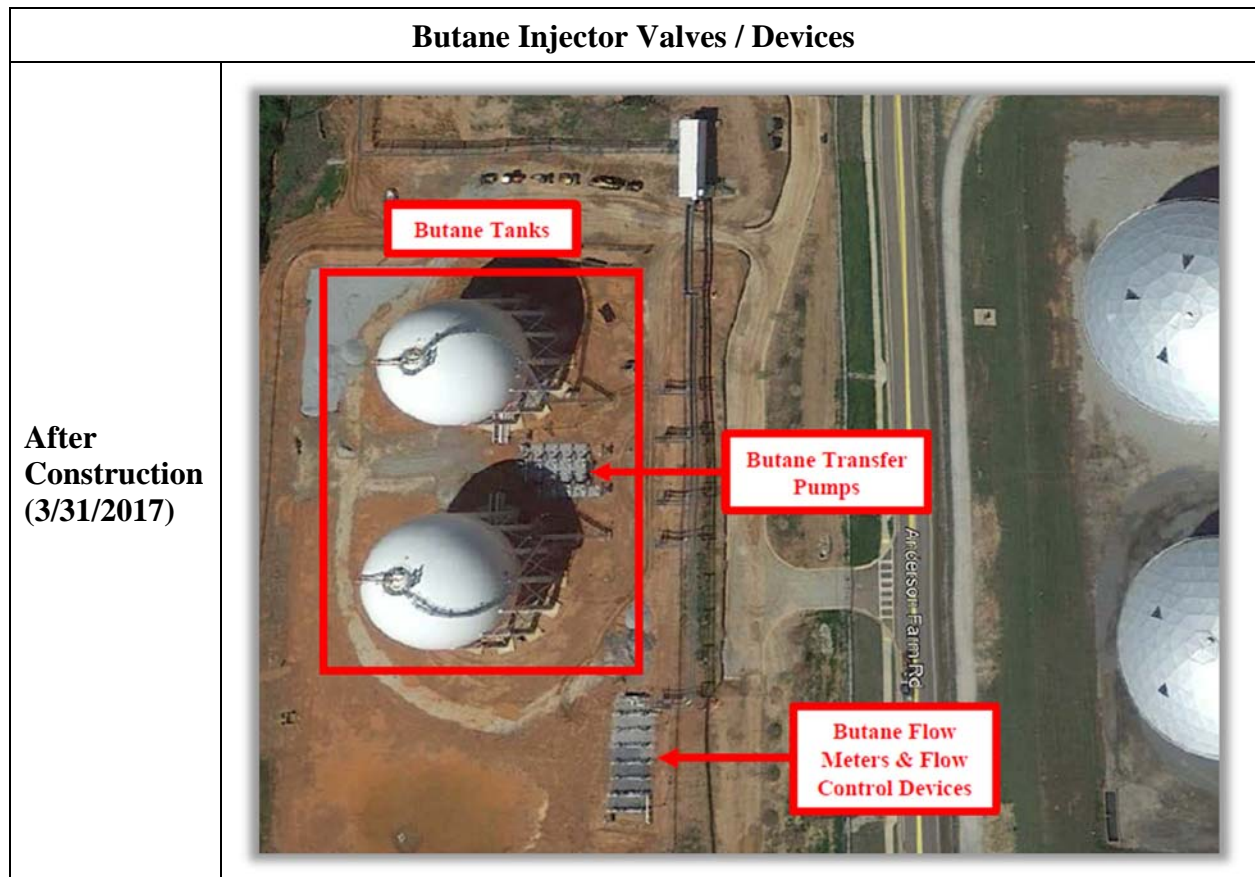 Butane Injector Valves / Devices
After
Construction
(3/31/2017)
Butane Tanks
Butane Transfer
Pumps
Anderson Farm Rd
Butane Flow
Meters & Flow
Control Devices